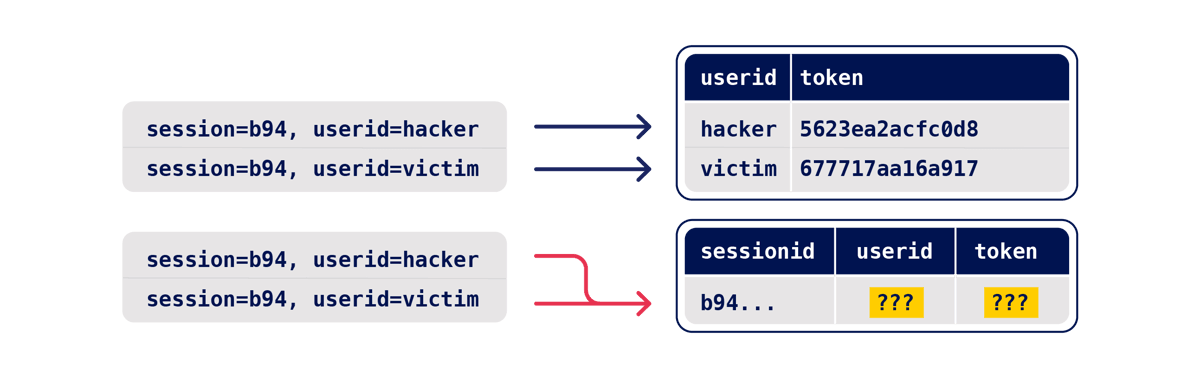 session=b94, userid=hacker
session=b94, userid=victim
userid token
hacker 5623ea2acfc0d8
victim 677717aa16a917
session=b94, userid=hacker
session=b94, userid=victim
sessionid userid token
b94... ??? ???